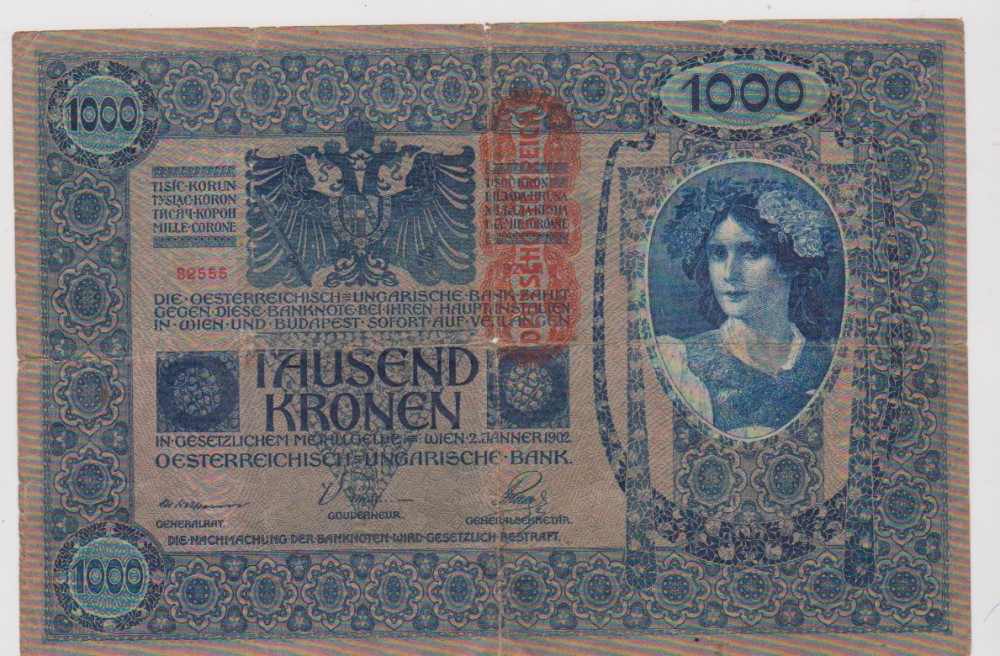 1000
1000
TISÍC·KORUN
TYSIĄC·KORON
ТИСЯЧ·КОРОН
MILLE·CORONE
DEUTSCHÖSTERREICH
DIE·OESTERREICHISCH=UNGARISCHE·BANK·ZAHLT
GEGEN·DIESE·BANKNOTE·BEI·IHREN·HAUPTANSTALTEN
IN·WIEN·UND·BUDAPEST·SOFORT·AUF·VERLANGEN
TAUSEND
KRONEN
IN·GESETZLICHEM·METALLGELDE=WIEN·2.JÄNNER 1902
OESTERREICHISCH=UNGARISCHE·BANK.
GENERALRAT.
GOUVERNEUR.
GENERALSEKRETÄR.
DIE·NACHMACHUNG DER BANKNOTEN·WIRD·GESETZLICH BESTRAFT.
1000